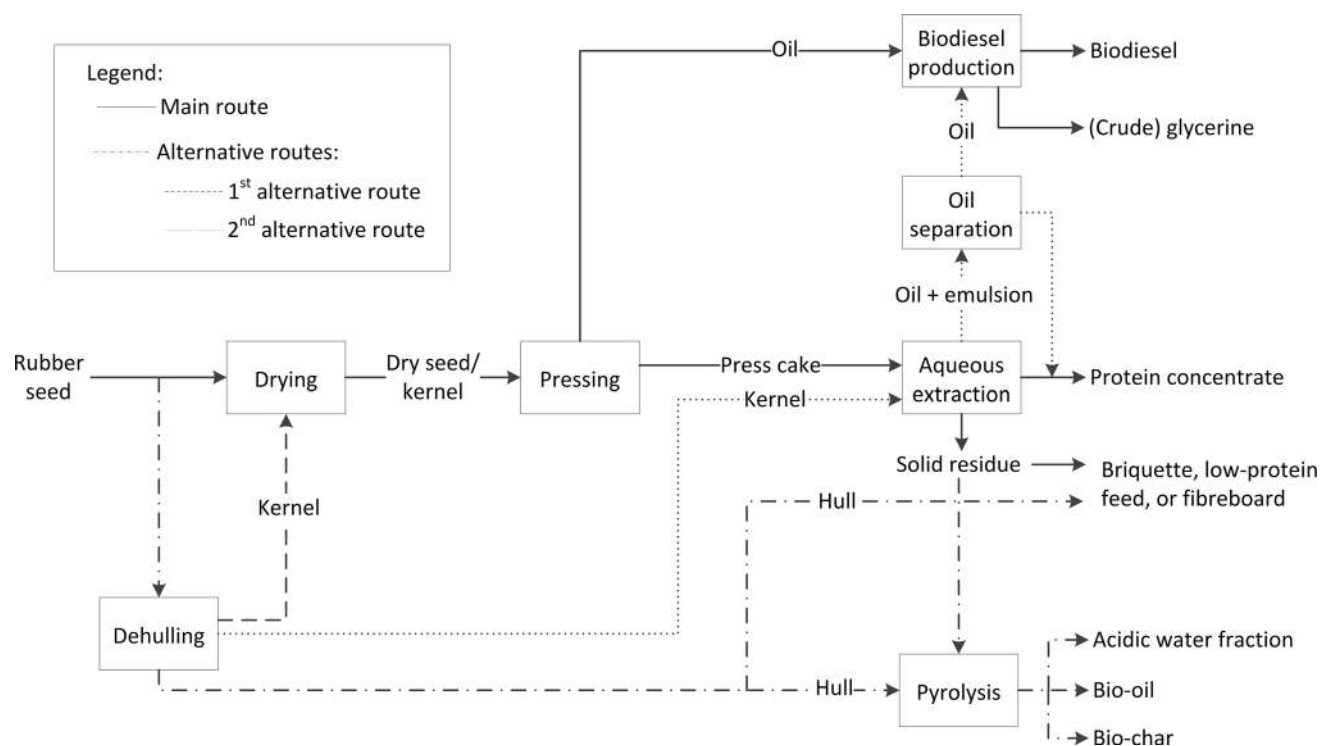 Legend:
Main route
Alternative routes:
1st alternative route
2nd alternative route
Oil
Biodiesel
production
Biodiesel
(Crude) glycerine
Oil
Oil
separation
Oil + emulsion
Rubber
seed
Drying
Dry seed/
kernel
Pressing
Press cake
Kernel
Aqueous
extraction
Protein concentrate
Solid residue
Briquette, low-protein
feed, or fibreboard
Hull
Kernel
Dehulling
Hull
Pyrolysis
Acidic water fraction
Bio-oil
Bio-char